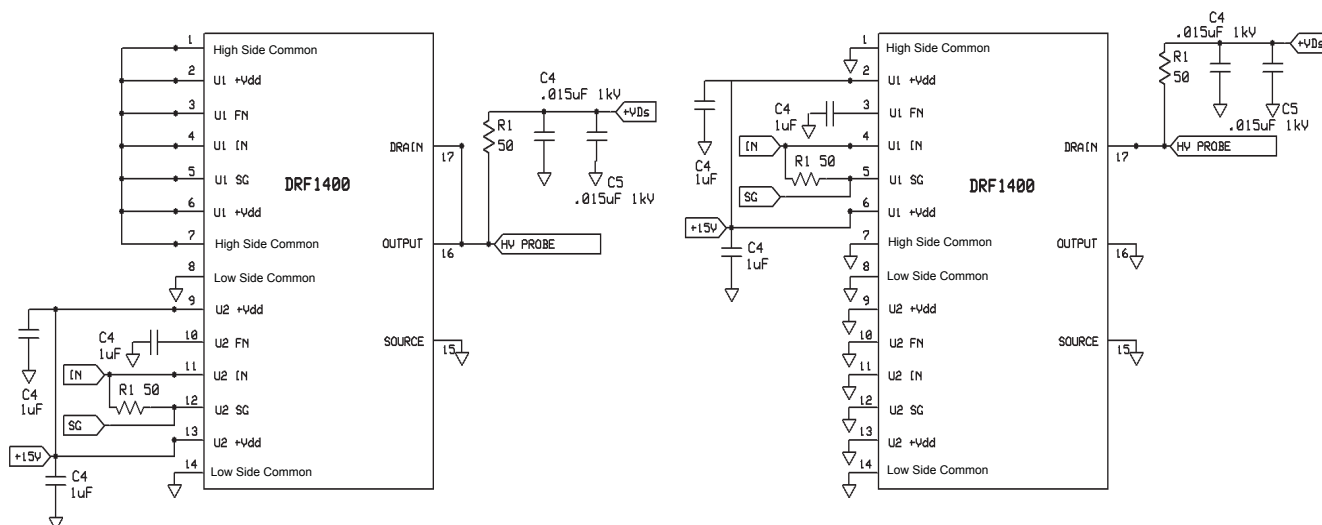 1 High Side Common
2 U1 +Vdd
3 U1 FN
4 U1 IN
5 U1 SG
6 U1 +Vdd
7 High Side Common
8 Low Side Common
9 U2 +Vdd
10 U2 FN
11 U2 IN
12 U2 SG
13 U2 +Vdd
14 Low Side Common
DRF1400
DRAIN
17
OUTPUT
16
SOURCE
15
R1
50
C4
.015uF 1kV
+VDs
C5
.015uF 1kV
HV PROBE
C4
1uF
C4
1uF
IN
R1 50
SG
+15V
C4
1uF
1 High Side Common
2 U1 +Vdd
3 U1 FN
4 U1 IN
5 U1 SG
6 U1 +Vdd
7 High Side Common
8 Low Side Common
9 U2 +Vdd
10 U2 FN
11 U2 IN
12 U2 SG
13 U2 +Vdd
14 Low Side Common
DRF1400
DRAIN
17
OUTPUT
16
SOURCE
15
C4
.015uF 1kV
R1
50
+VDs
C5
.015uF 1kV
HV PROBE
C4
1uF
C4
1uF
IN
R1 50
SG
+15V
C4
1uF